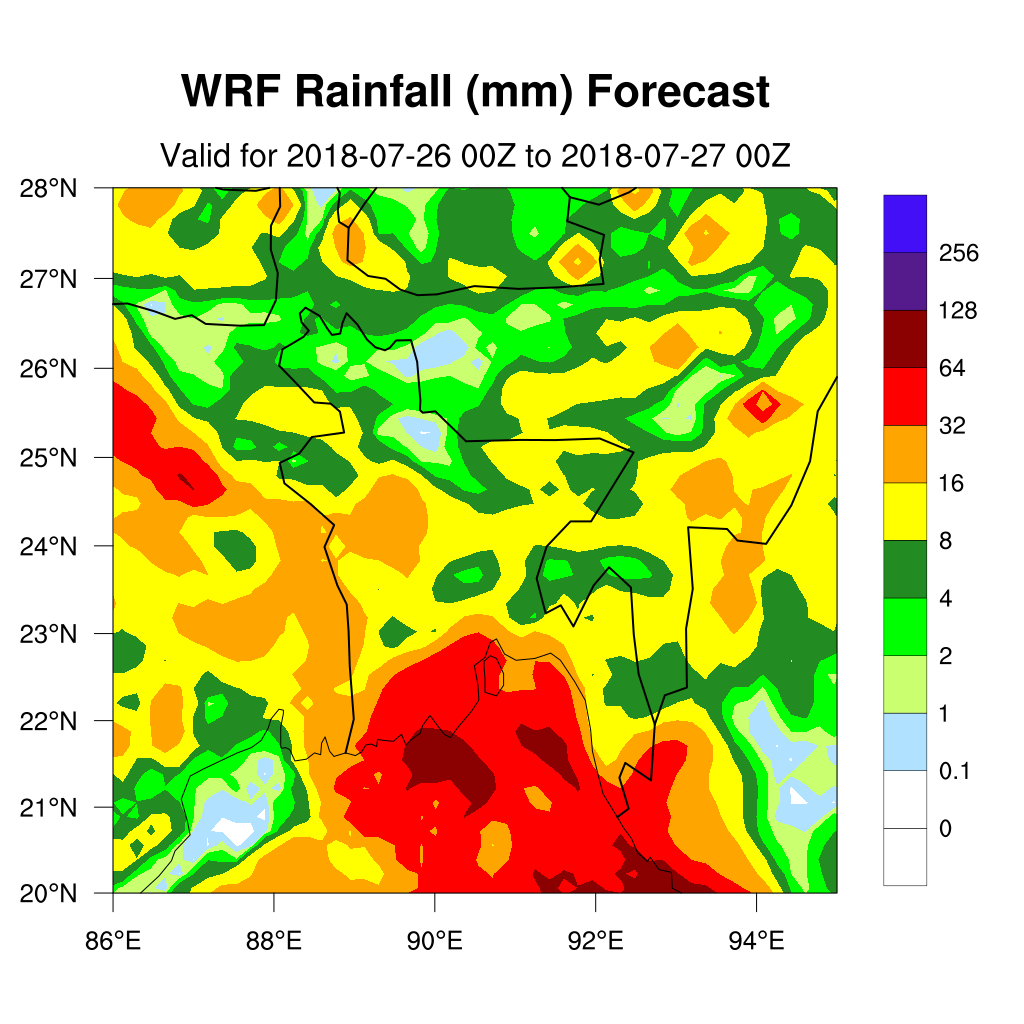 WRF Rainfall (mm) Forecast
Valid for 2018-07-26 00Z to 2018-07-27 00Z
28°N
27°N
26°N
25°N
24°N
23°N
22°N
21°N
20°N
86°E 88°E 90°E 92°E 94°E
256
128
64
32
16
8
4
2
1
0.1
0